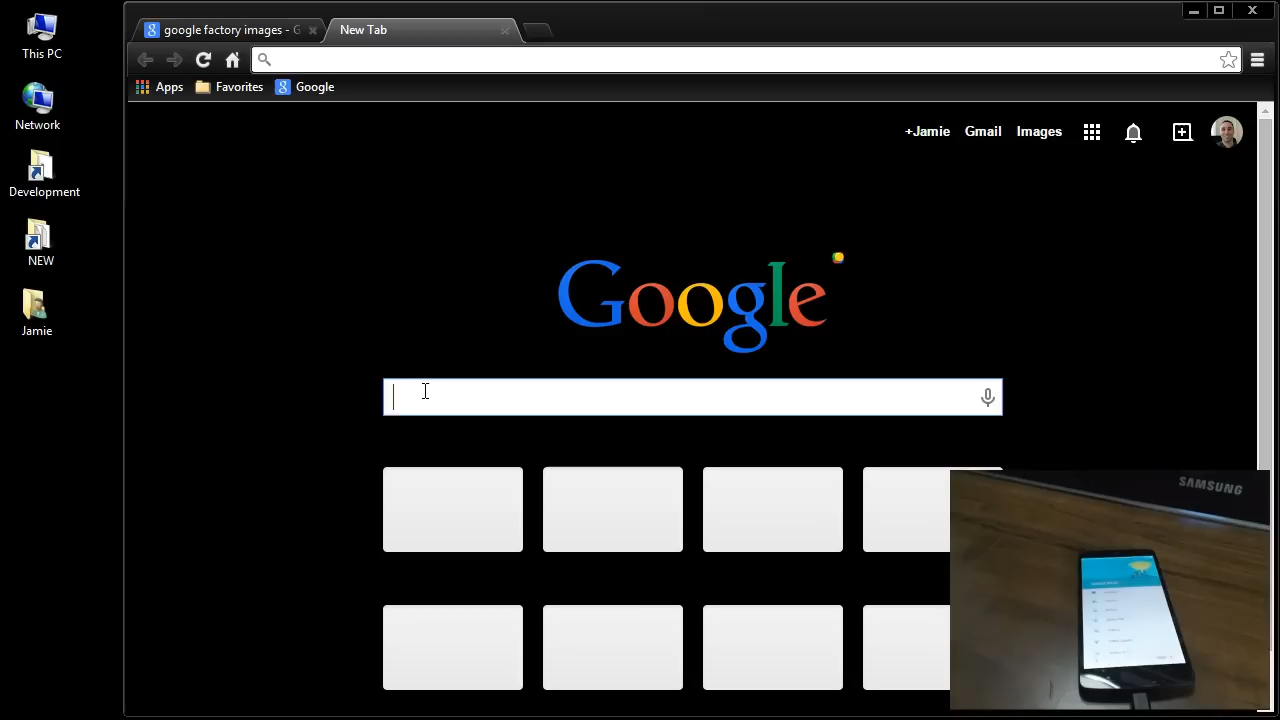 This PC
Network
Development
NEW
Jamie
google factory images - G
New Tab
Apps
Favorites
Google
+Jamie
Gmail
Images
Google
SAMSUNG